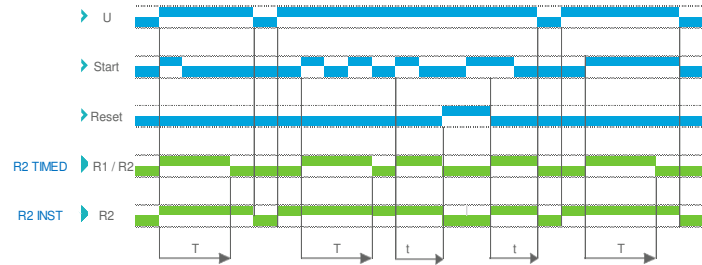 U
Start
Reset
R2 TIMED R1 / R2
R2 INST R2
T T t t T